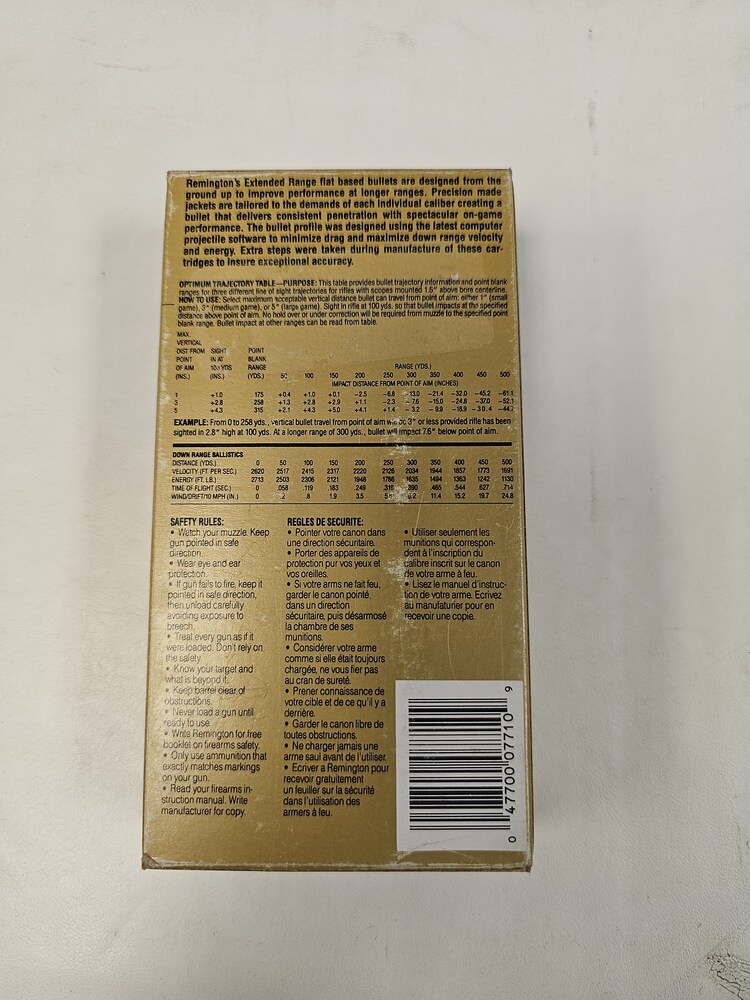 Remington's Extended Range flat based bullets are designed from the
ground up to improve performance at longer ranges. Precision made
jackets are tailored to the demands of each individual caliber creating a
bullet that delivers consistent penetration with spectacular on-game
performance. The bullet profile was designed using the latest computer
projectile software to minimize drag and maximize down range velocity
and energy. Extra steps were taken during manufacture of these car-
tridges to insure exceptional accuracy.
OPTIMUM TRAJECTORY TABLE—PURPOSE: This table provides bullet trajectory information and point blank
ranges for three different line of sight trajectories for rifles with scopes mounted 1.5" above bore centerline.
HOW TO USE: Select maximum acceptable vertical distance bullet can travel from point of aim: either 1" (small
game), 3" (medium game), or 5" (large game). Sight in rifle at 100 yds. so that bullet impacts at the specified
distance above point of aim. No hold over or under correction will be required from muzzle to the specified point
blank range. Bullet impact at other ranges can be read from table.
MAX.
VERTICAL
DIST FROM SIGHT POINT
POINT IN AT BLANK
OF AIM 100 YDS RANGE RANGE (YDS.)
(INS.) (INS.) (YDS.) 50 100 150 200 250 300 350 400 450 500
IMPACT DISTANCE FROM POINT OF AIM (INCHES)
1 +1.0 175 +0.4 +1.0 +0.1 -2.5 -6.8 -13.0 -21.4 -32.0 -45.2 -61.1
3 +2.8 258 +1.3 +2.8 +2.9 +1.1 -2.3 -7.6 -15.0 -24.8 -37.0 -52.1
5 +4.3 315 +2.1 +4.3 +5.0 +4.1 +1.4 -3.2 -9.9 -18.9 -30.4 -44.7
EXAMPLE: From 0 to 258 yds., vertical bullet travel from point of aim will be 3" or less provided rifle has been
sighted in 2.8" high at 100 yds. At a longer range of 300 yds., bullet will impact 7.6" below point of aim.
DOWN RANGE BALLISTICS
DISTANCE (YDS.) 0 50 100 150 200 250 300 350 400 450 500
VELOCITY (FT. PER SEC.) 2620 2517 2415 2317 2220 2126 2034 1944 1857 1773 1691
ENERGY (FT. LB.) 2713 2503 2306 2121 1948 1786 1635 1494 1363 1242 1130
TIME OF FLIGHT (SEC.) 0 .058 .119 .183 .249 .318 .390 .465 .544 .627 .714
WIND/DRIFT/10 MPH (IN.) 0 .2 .8 1.9 3.5 11.4 15.2 19.7 24.8
SAFETY RULES:
• Watch your muzzle. Keep
gun pointed in safe
direction.
• Wear eye and ear
protection.
• If gun fails to fire, keep it
pointed in safe direction,
then unload carefully
avoiding exposure to
breech.
• Treat every gun as if it
were loaded. Don't rely on
the safety
• Know your target and
what is beyond it.
• Keep barrel clear of
obstructions.
• Never load a gun until
ready to use.
• Write Remington for free
booklet on firearms safety.
• Only use ammunition that
exactly matches markings
on your gun.
• Read your firearms in-
struction manual. Write
manufacturer for copy.
REGLES DE SECURITE:
• Pointer votre canon dans
une direction sécuritaire.
• Porter des appareils de
protection pur vos yeux et
vos oreilles.
• Si votre arms ne fait feu,
garder le canon pointé
dans un direction
sécuritaire, puis désarmosé
la chambre de ses
munitions.
• Considérer votre arme
comme si elle était toujours
chargée, ne vous fier pas
au cran de sureté.
• Prener connaissance de
votre cible et de ce qu'il y a
derrière.
• Garder le canon libre de
toutes obstructions.
• Ne charger jamais une
arme sauf avant de l'utiliser.
• Ecriver a Remington pour
recevoir gratuitement
un feuiller sur la sécurité
dans l'utilisation des
armers à feu.
• Utiliser seulement les
munitions qui correspon-
dent à l'inscription du
calibre inscrit sur le canon
de votre arme à feu.
• Lisez le manuel d'instruc-
tion de votre arme. Ecrivez
au manufaturier pour en
recevoir une copie.
0 47700 07710 9